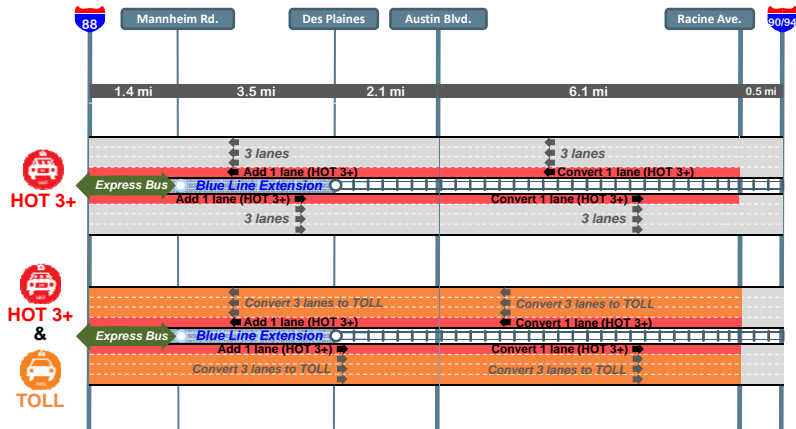 88
Mannheim Rd.
Des Plaines
Austin Blvd.
Racine Ave.
90/94
1.4 mi
3.5 mi
2.1 mi
6.1 mi
0.5 mi
3 lanes
3 lanes
Add 1 lane (HOT 3+)
Convert 1 lane (HOT 3+)
HOT 3+
Express Bus
Blue Line Extension
Add 1 lane (HOT 3+)
Convert 1 lane (HOT 3+)
3 lanes
3 lanes
Convert 3 lanes to TOLL
Convert 3 lanes to TOLL
HOT 3+
Add 1 lane (HOT 3+)
Convert 1 lane (HOT 3+)
&
Express Bus
Blue Line Extension
Add 1 lane (HOT 3+)
Convert 1 lane (HOT 3+)
Convert 3 lanes to TOLL
Convert 3 lanes to TOLL
TOLL